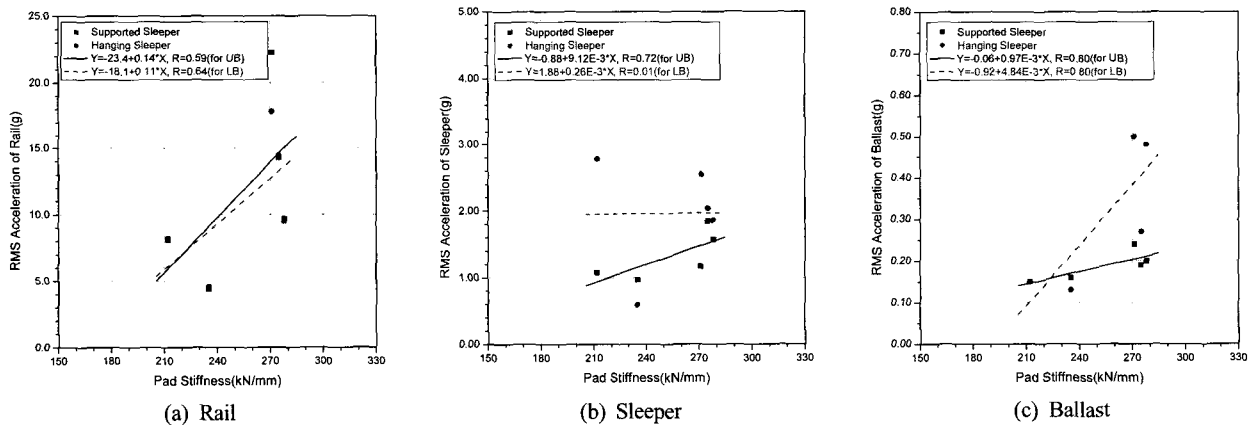 25.0
22.5
20.0
15.0
10.0
5.0
0.0
RMS Acceleration of Rail(g)
Supported Sleeper
Hanging Sleeper
Y=-23.4+0.14*X, R=0.59(for UB)
Y=-18.1+0.11*X, R=0.64(for LB)
150 180 210 240 270 300 330
Pad Stiffness(kN/mm)
(a) Rail
5.00
4.00
3.00
2.00
1.00
0.00
RMS Acceleration of Sleeper(g)
Supported Sleeper
Hanging Sleeper
Y=-0.88+9.12E-3*X, R=0.72(for UB)
Y=1.88+0.26E-3*X, R=0.01(for LB)
150 180 210 240 270 300 330
Pad Stiffness(kN/mm)
(b) Sleeper
0.80
0.70
0.60
0.50
0.40
0.30
0.20
0.10
0.00
RMS Acceleration of Ballast(g)
Supported Sleeper
Hanging Sleeper
Y=-0.06+0.97E-3*X, R=0.80(for UB)
Y=-0.92+4.84E-3*X, R=0.80(for LB)
150 180 210 240 270 300 330
Pad Stiffness(kN/mm)
(c) Ballast